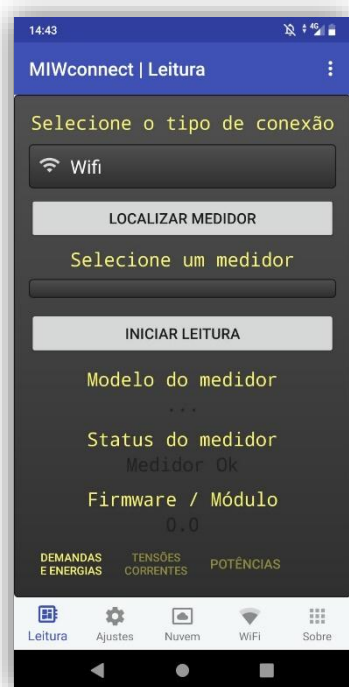 14:43
4G
MIWconnect | Leitura
Selecione o tipo de conexão
Wifi
LOCALIZAR MEDIDOR
Selecione um medidor
INICIAR LEITURA
Modelo do medidor
...
Status do medidor
Medidor Ok
Firmware / Módulo
0.0
DEMANDAS E ENERGIAS
TENSÕES CORRENTES
POTÊNCIAS
Leitura Ajustes Nuvem WiFi Sobre